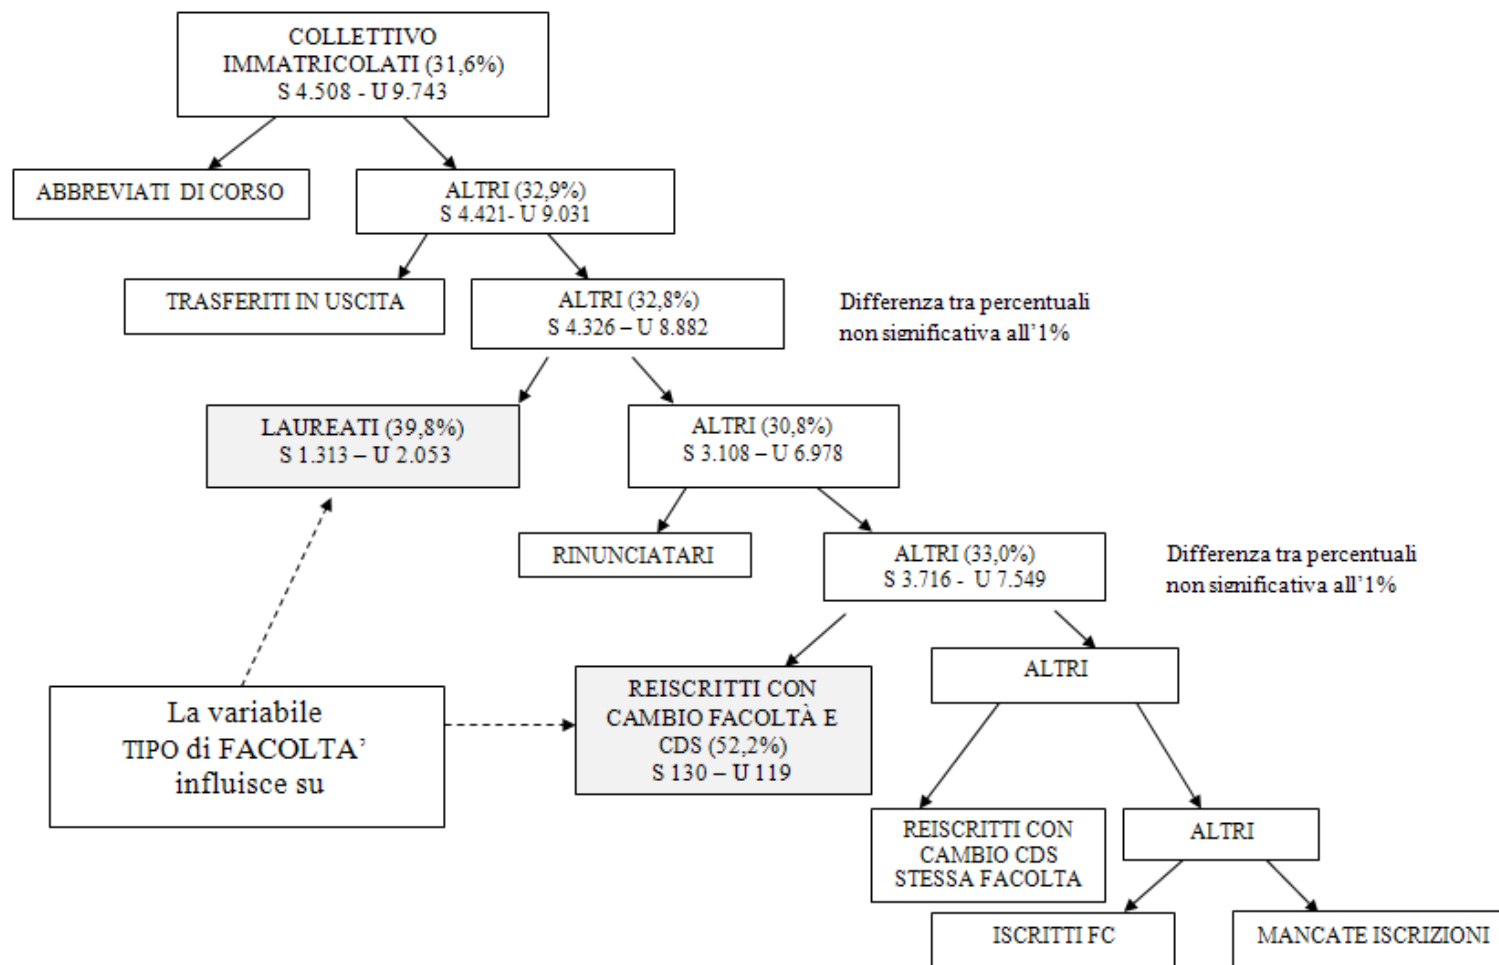 COLLETTIVO
IMMATRICOLATI (31,6%)
S 4.508 - U 9.743
ABBREVIATI DI CORSO
ALTRI (32,9%)
S 4.421- U 9.031
TRASFERITI IN USCITA
ALTRI (32,8%)
S 4.326 – U 8.882
Differenza tra percentuali
non significativa all’1%
LAUREATI (39,8%)
S 1.313 – U 2.053
ALTRI (30,8%)
S 3.108 – U 6.978
RINUNCIATARI
ALTRI (33,0%)
S 3.716 - U 7.549
Differenza tra percentuali
non significativa all’1%
La variabile
TIPO di FACOLTA’
influisce su
REISCRITTI CON
CAMBIO FACOLTÀ E
CDS (52,2%)
S 130 – U 119
ALTRI
REISCRITTI CON
CAMBIO CDS
STESSA FACOLTA
ALTRI
ISCRITTI FC
MANCATE ISCRIZIONI